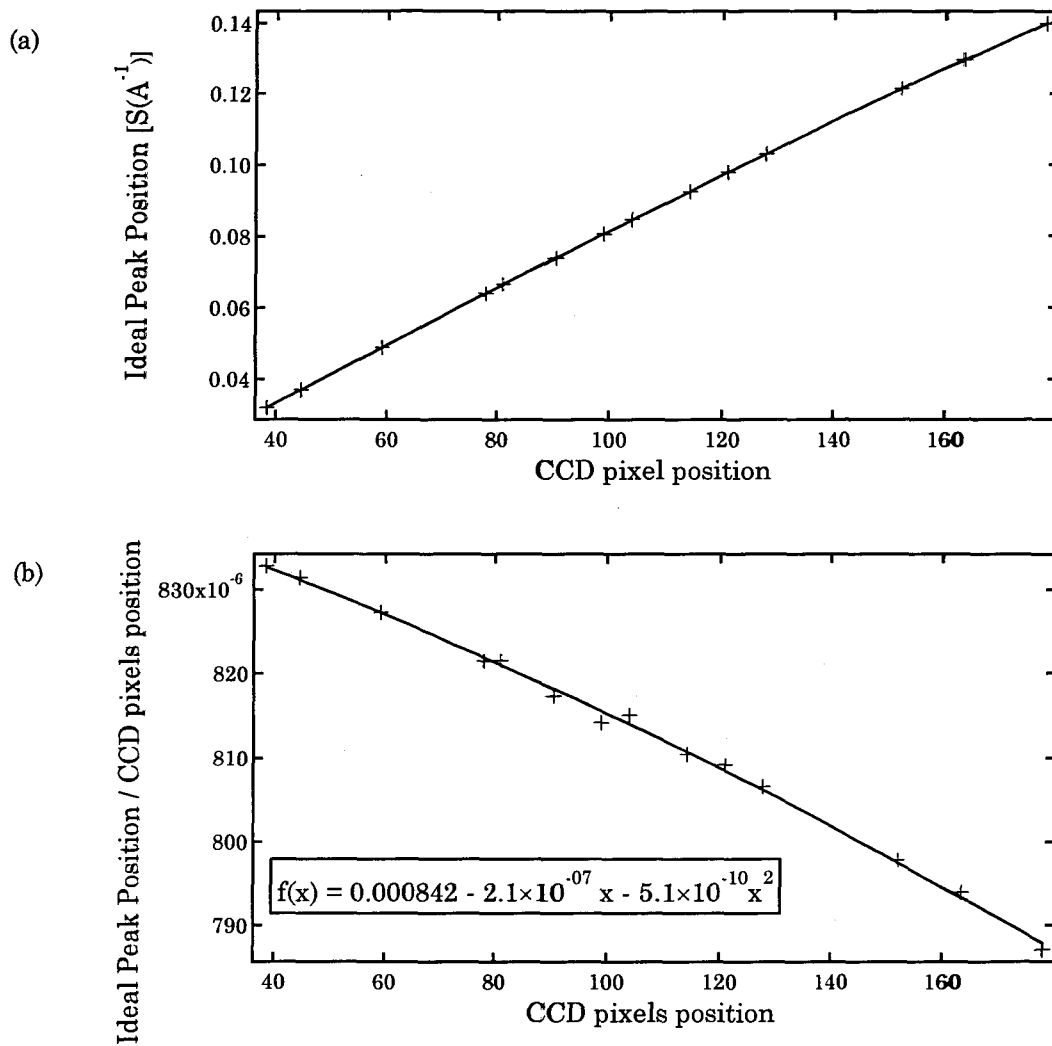 (a)
Ideal Peak Position [S(A⁻¹)]
0.14
0.12
0.10
0.08
0.06
0.04
40 60 80 100 120 140 160
CCD pixel position
(b)
Ideal Peak Position / CCD pixels position
830x10⁻⁶
820
810
800
790
f(x) = 0.000842 - 2.1×10⁻⁰⁷ x - 5.1×10⁻¹⁰ x²
40 60 80 100 120 140 160
CCD pixels position